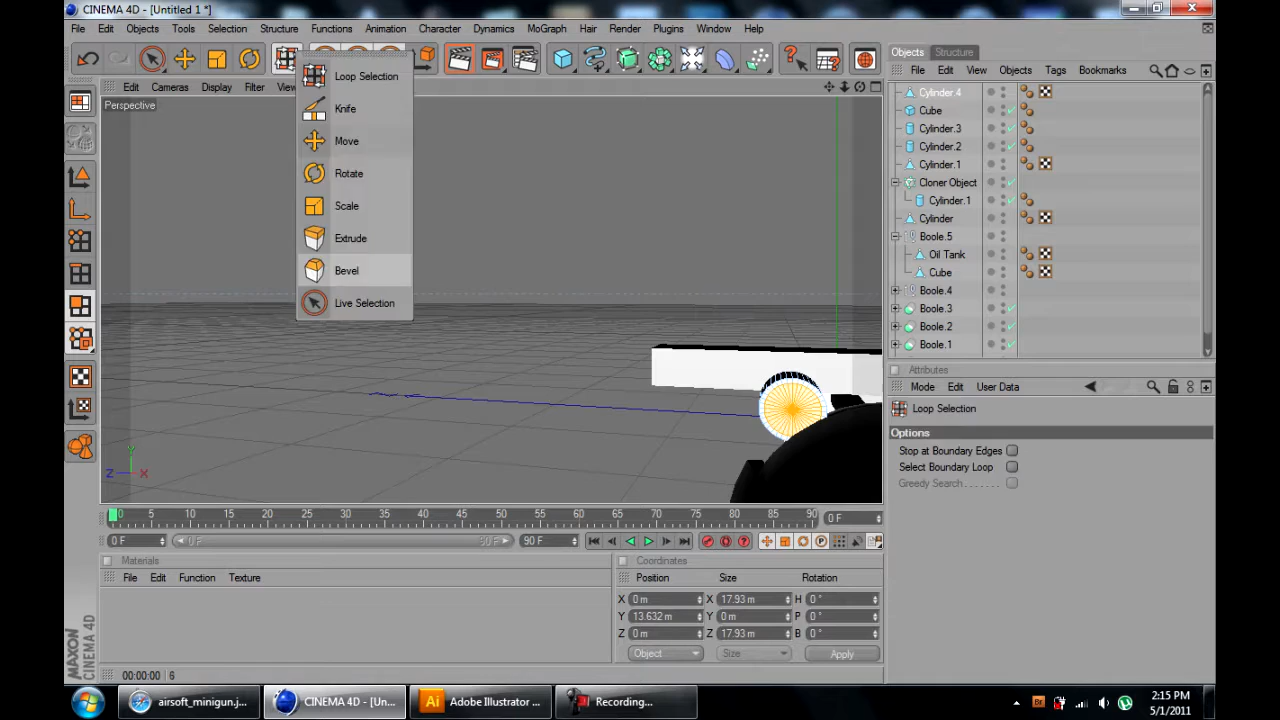 CINEMA 4D - [Untitled 1 *]
File Edit Objects Tools Selection Structure Functions Animation Character Dynamics MoGraph Hair Render Plugins Window Help
Objects Structure
File Edit View Objects Tags Bookmarks
Edit Cameras Display Filter View
Perspective
Loop Selection
Knife
Move
Rotate
Scale
Extrude
Bevel
Live Selection
Cylinder.4
Cube
Cylinder.3
Cylinder.2
Cylinder.1
Cloner Object
Cylinder.1
Cylinder
Boole.5
Oil Tank
Cube
Boole.4
Boole.3
Boole.2
Boole.1
Attributes
Mode Edit User Data
Loop Selection
Options
Stop at Boundary Edges
Select Boundary Loop
Greedy Search . . . . . . .
Y
Z X
0 5 10 15 20 25 30 35 40 45 50 55 60 65 70 75 80 85 90
0 F
0 F 0 F 90 F 90 F
Materials
File Edit Function Texture
Coordinates
Position Size Rotation
X 0 m X 17.93 m H 0 °
Y 13.632 m Y 0 m P 0 °
Z 0 m Z 17.93 m B 0 °
Object Size Apply
MAXON CINEMA 4D
00:00:00 6
airsoft_minigun.j... CINEMA 4D - [Un... Adobe Illustrator ... Recording...
Br
2:15 PM
5/1/2011